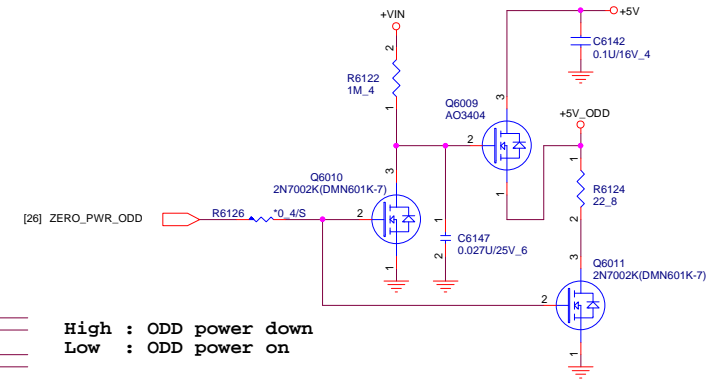 +VIN
+5V
2
C6142
0.1U/16V_4
R6122
1M_4
1
3
Q6009
AO3404
+5V_ODD
2
1
1
R6124
22_8
2
Q6010
2N7002K(DMN601K-7)
3
[26] ZERO_PWR_ODD
R6126
*0_4/S
2
1
1
C6147
0.027U/25V_6
2
3
Q6011
2N7002K(DMN601K-7)
2
1
High : ODD power down
Low : ODD power on